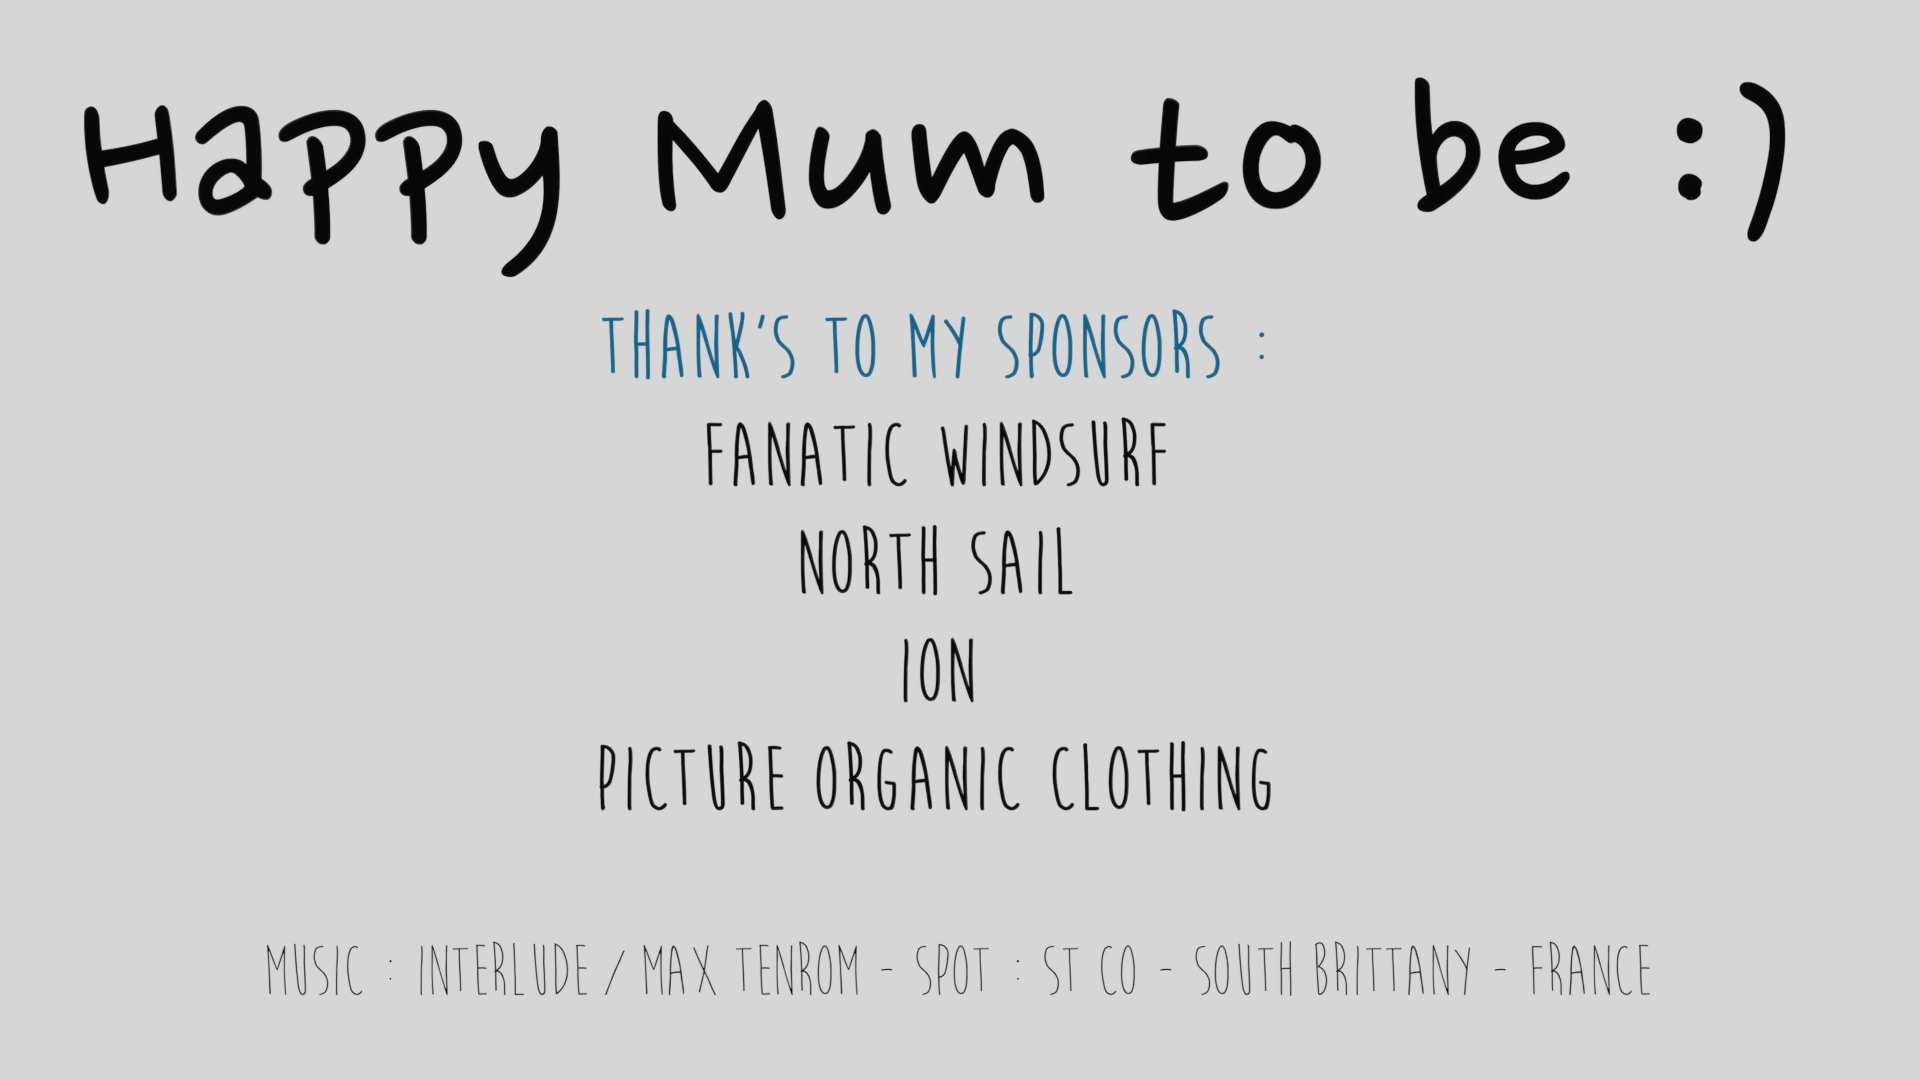 Happy Mum to be :)
THANK'S TO MY SPONSORS :
FANATIC WINDSURF
NORTH SAIL
ION
PICTURE ORGANIC CLOTHING
MUSIC : INTERLUDE / MAX TENROM - SPOT : ST CO - SOUTH BRITTANY - FRANCE